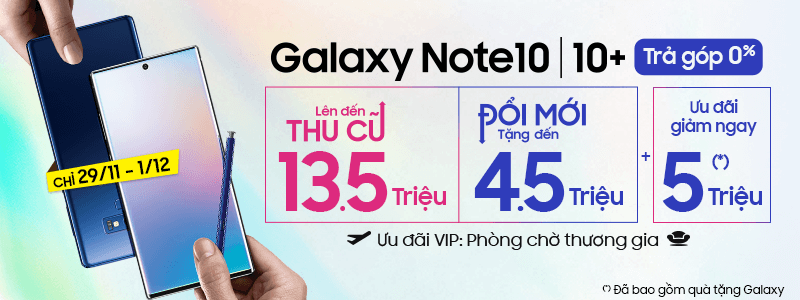 Galaxy Note10 | 10+ Trả góp 0%
Lên đến
THU CŨ
13.5 Triệu
ĐỔI MỚI
Tặng đến
4.5 Triệu
+
Ưu đãi
giảm ngay
5 (*) Triệu
CHỈ 29/11 - 1/12
Ưu đãi VIP: Phòng chờ thương gia
(*) Đã bao gồm quà tặng Galaxy